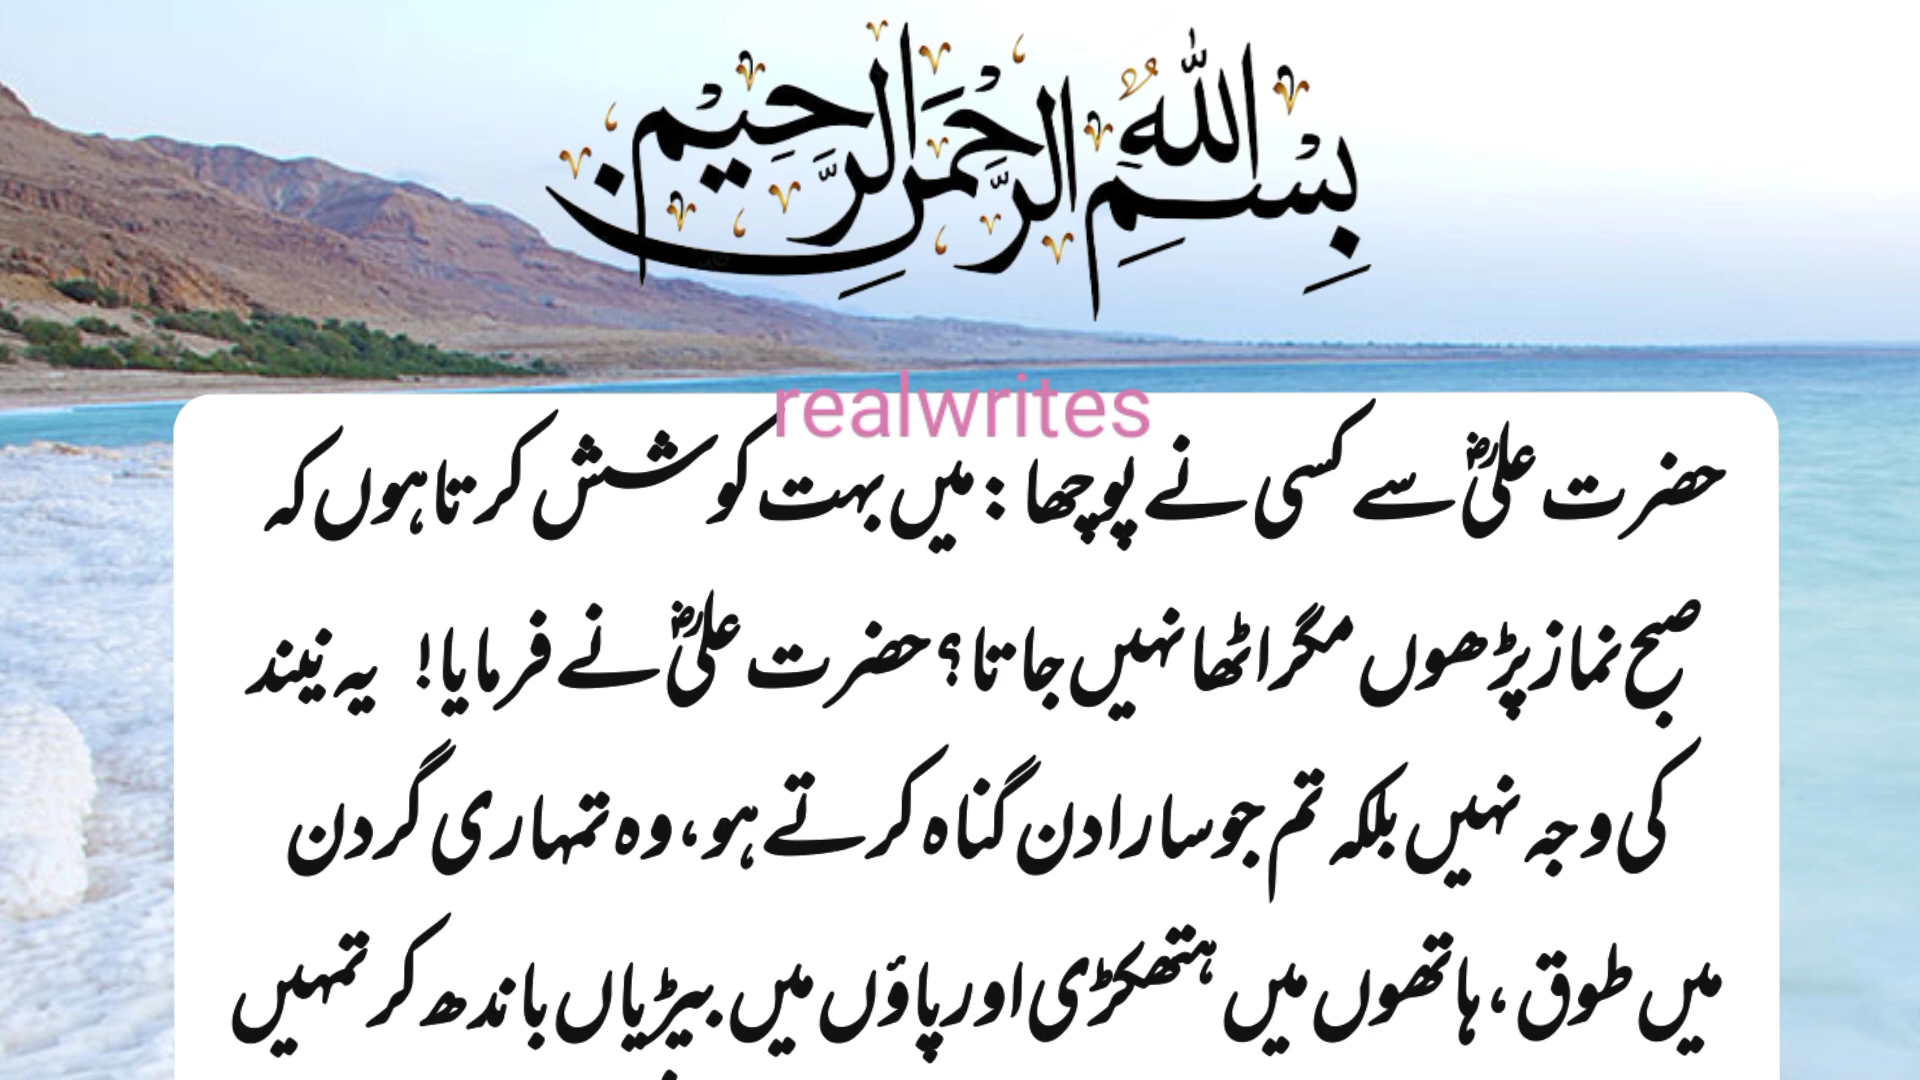 بِسْمِ اللهِ الرَّحْمٰنِ الرَّحِيْمِ
realwrites
حضرت علیؓ سے کسی نے پوچھا : میں بہت کوشش کرتا ہوں کہ
صبح نماز پڑھوں مگر اٹھا نہیں جاتا؟ حضرت علیؓ نے فرمایا! یہ نیند
کی وجہ نہیں بلکہ تم جو سارا دن گناہ کرتے ہو، وہ تمہاری گردن
میں طوق ، ہاتھوں میں ہتھکڑی اور پاؤں میں بیڑیاں باندھ کر تمہیں